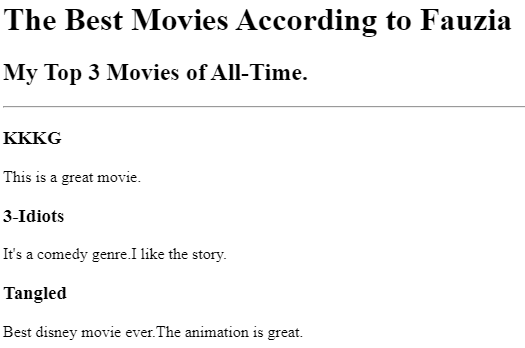 The Best Movies According to Fauzia
My Top 3 Movies of All-Time.
KKKG
This is a great movie.
3-Idiots
It's a comedy genre.I like the story.
Tangled
Best disney movie ever.The animation is great.